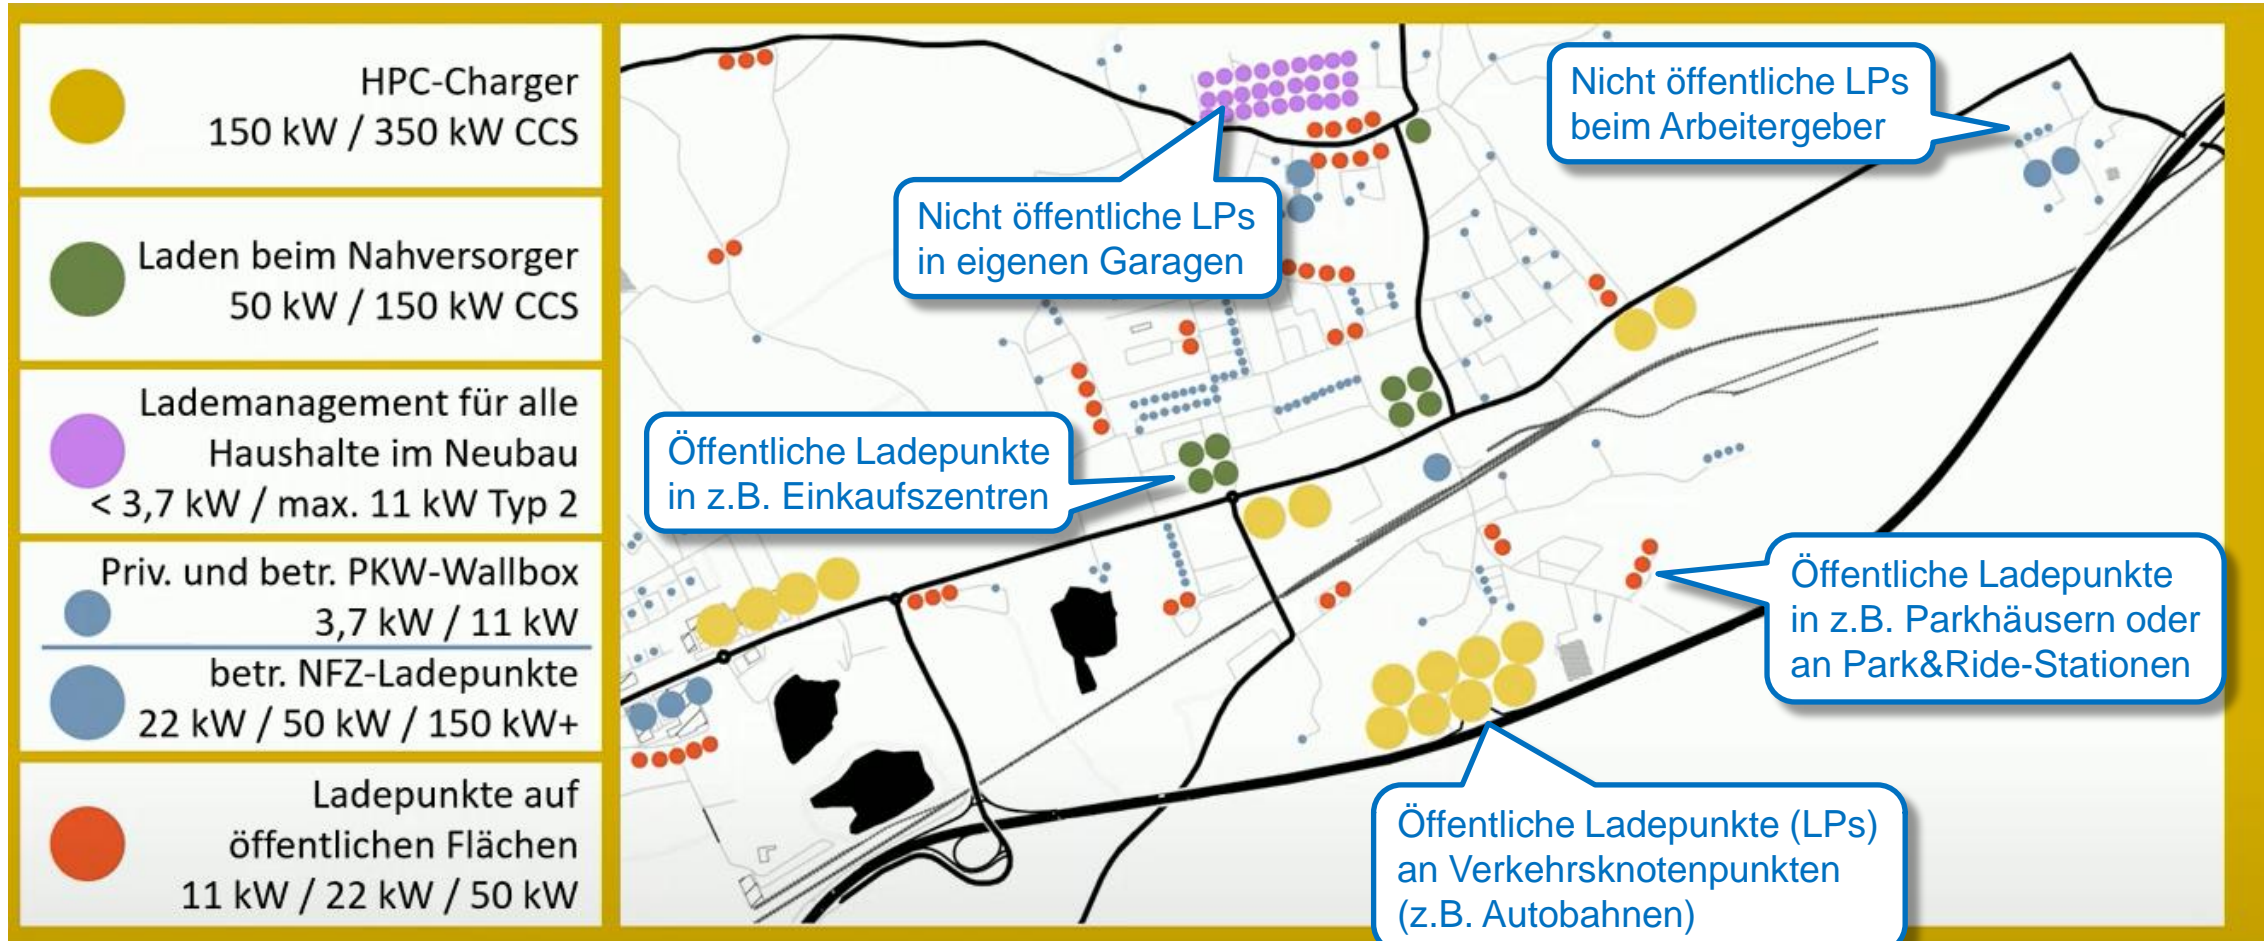 HPC-Charger
150 kW / 350 kW CCS
Laden beim Nahversorger
50 kW / 150 kW CCS
Lademanagement für alle
Haushalte im Neubau
< 3,7 kW / max. 11 kW Typ 2
Priv. und betr. PKW-Wallbox
3,7 kW / 11 kW
betr. NFZ-Ladepunkte
22 kW / 50 kW / 150 kW+
Ladepunkte auf
öffentlichen Flächen
11 kW / 22 kW / 50 kW
Nicht öffentliche LPs
beim Arbeitergeber
Nicht öffentliche LPs
in eigenen Garagen
Öffentliche Ladepunkte
in z.B. Einkaufszentren
Öffentliche Ladepunkte
in z.B. Parkhäusern oder
an Park&Ride-Stationen
Öffentliche Ladepunkte (LPs)
an Verkehrsknotenpunkten
(z.B. Autobahnen)